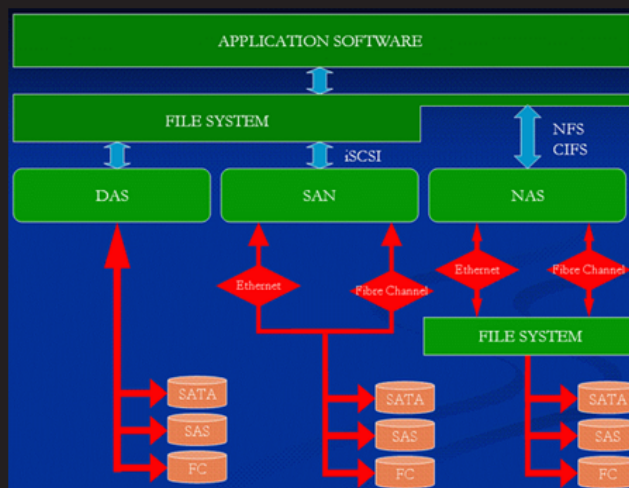 APPLICATION SOFTWARE
FILE SYSTEM
NFS
CIFS
iSCSI
DAS
SAN
NAS
Ethernet
Fibre Channel
Ethernet
Fibre Channel
FILE SYSTEM
SATA
SAS
FC
SATA
SAS
FC
SATA
SAS
FC